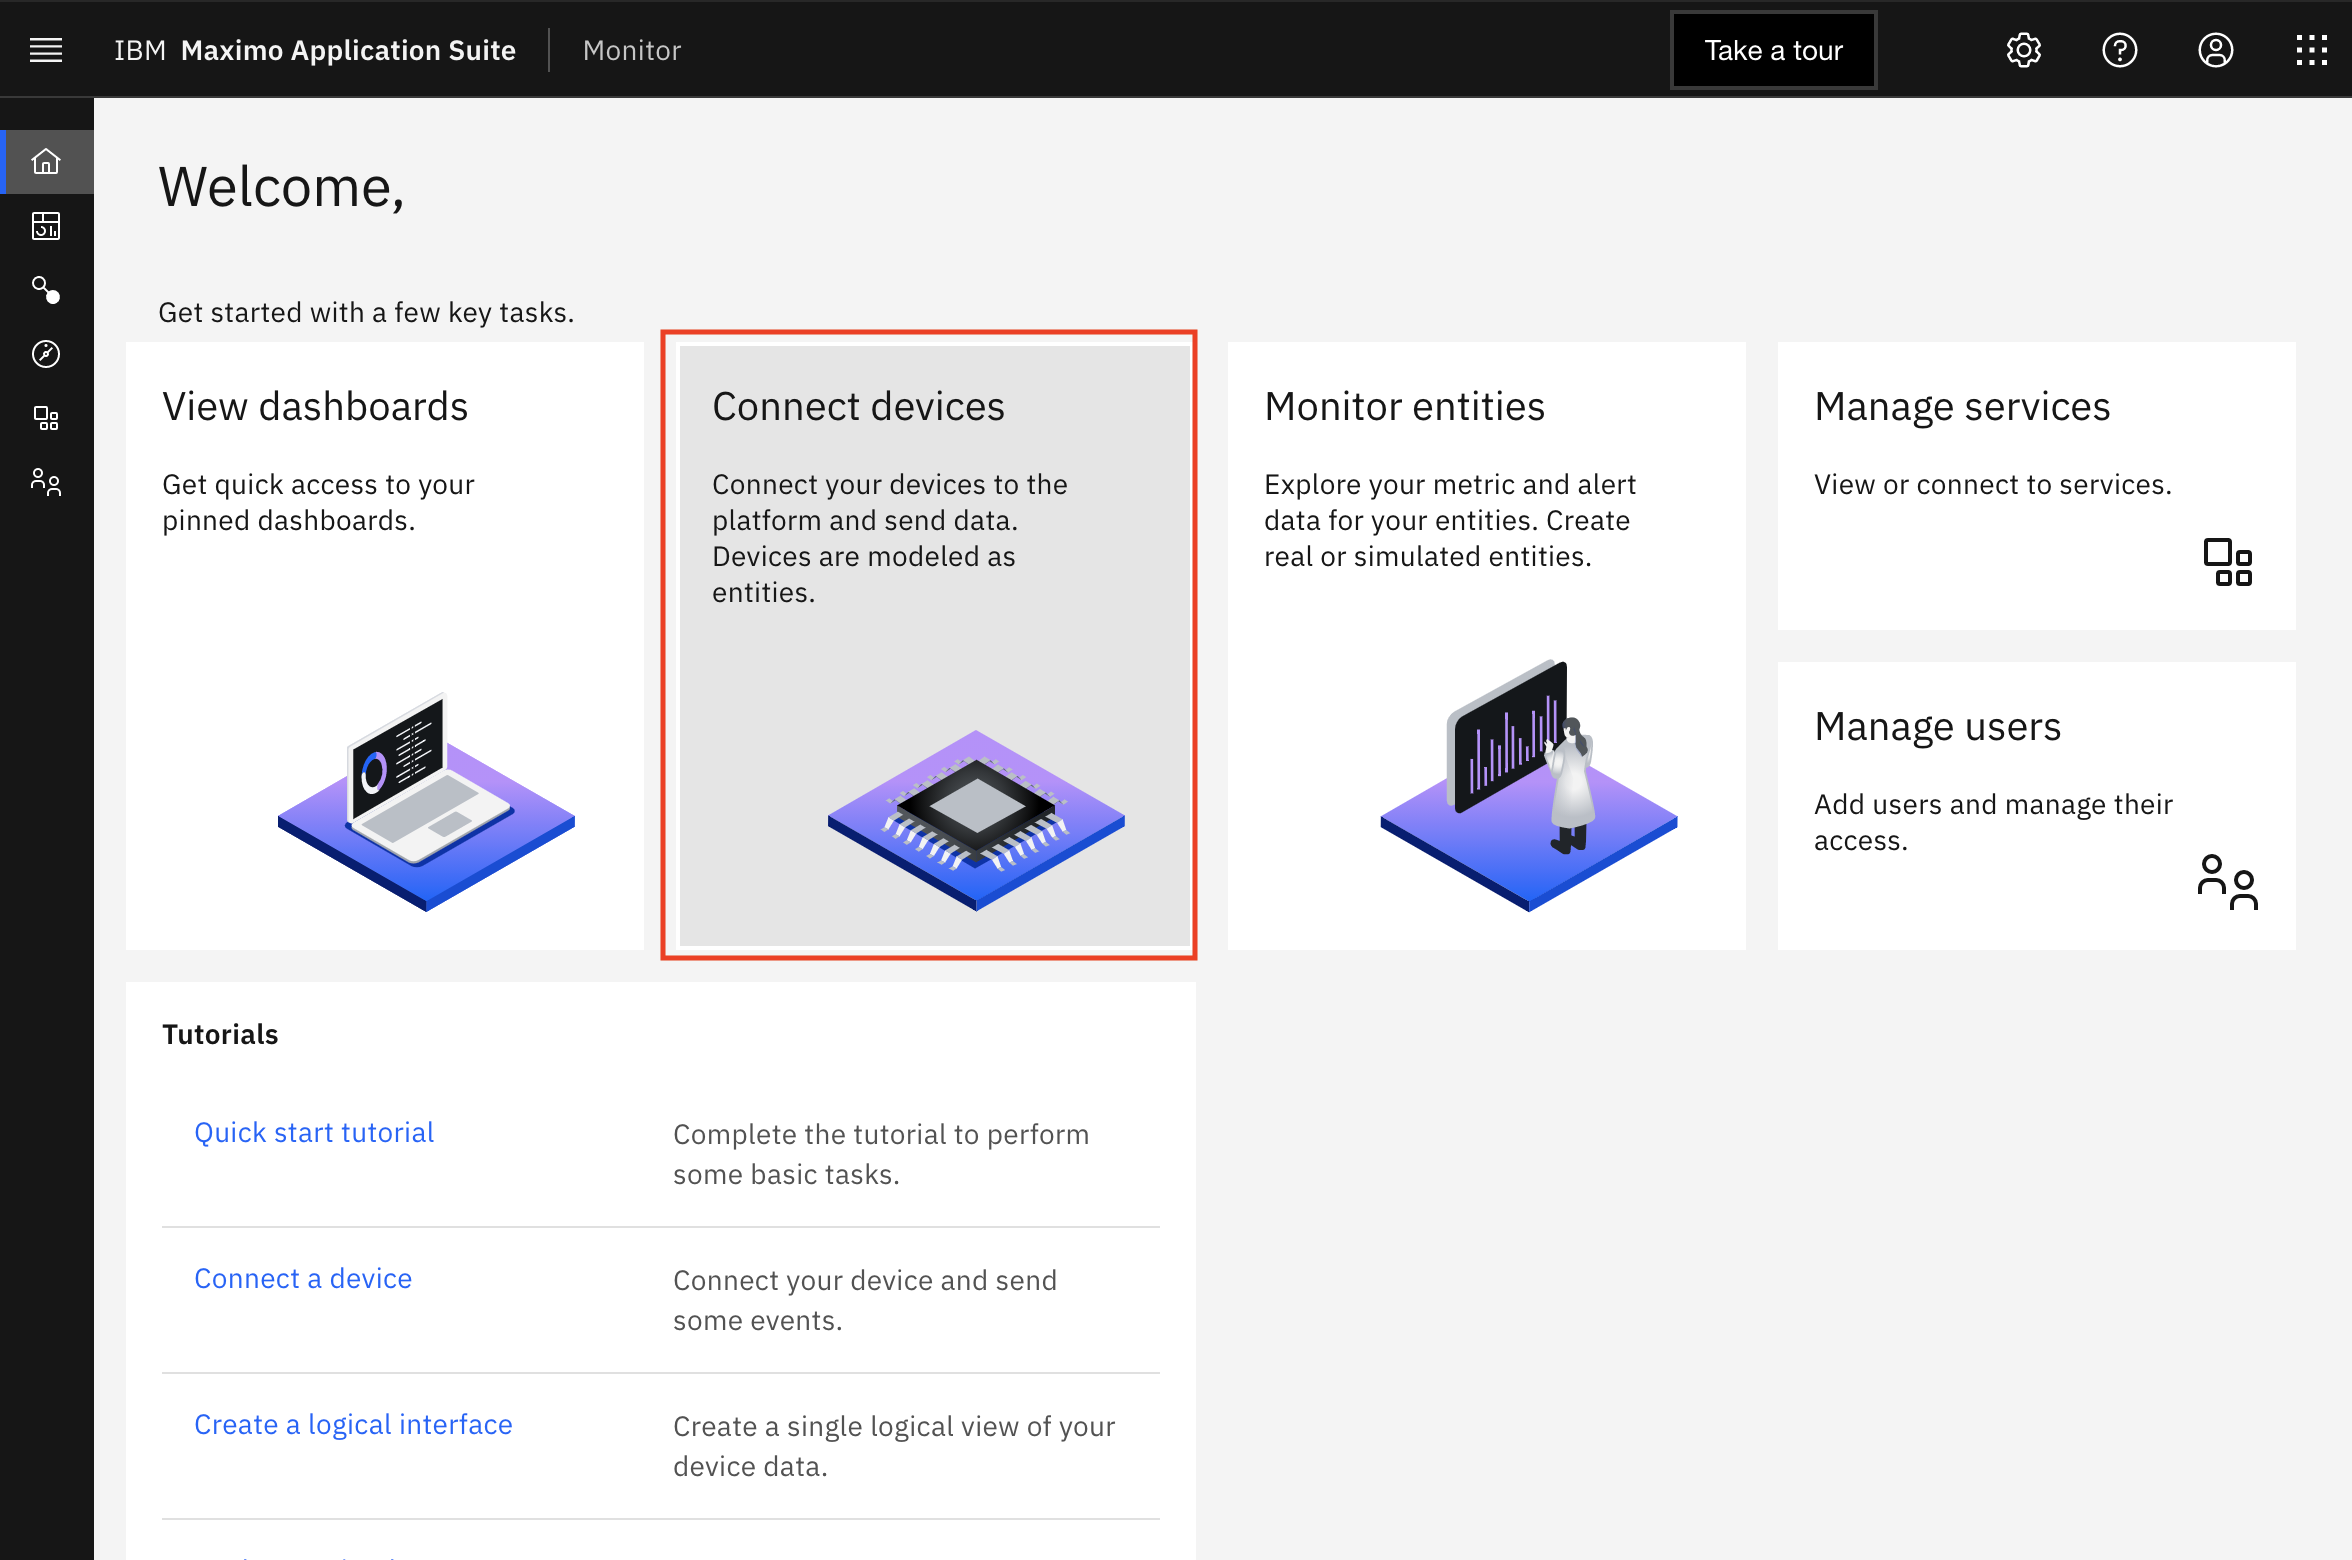 IBM Maximo Application Suite Monitor
Take a tour
Welcome,
Get started with a few key tasks.
View dashboards
Get quick access to your
pinned dashboards.
Connect devices
Connect your devices to the
platform and send data.
Devices are modeled as
entities.
Monitor entities
Explore your metric and alert
data for your entities. Create
real or simulated entities.
Manage services
View or connect to services.
Manage users
Add users and manage their
access.
Tutorials
Quick start tutorial
Complete the tutorial to perform
some basic tasks.
Connect a device
Connect your device and send
some events.
Create a logical interface
Create a single logical view of your
device data.